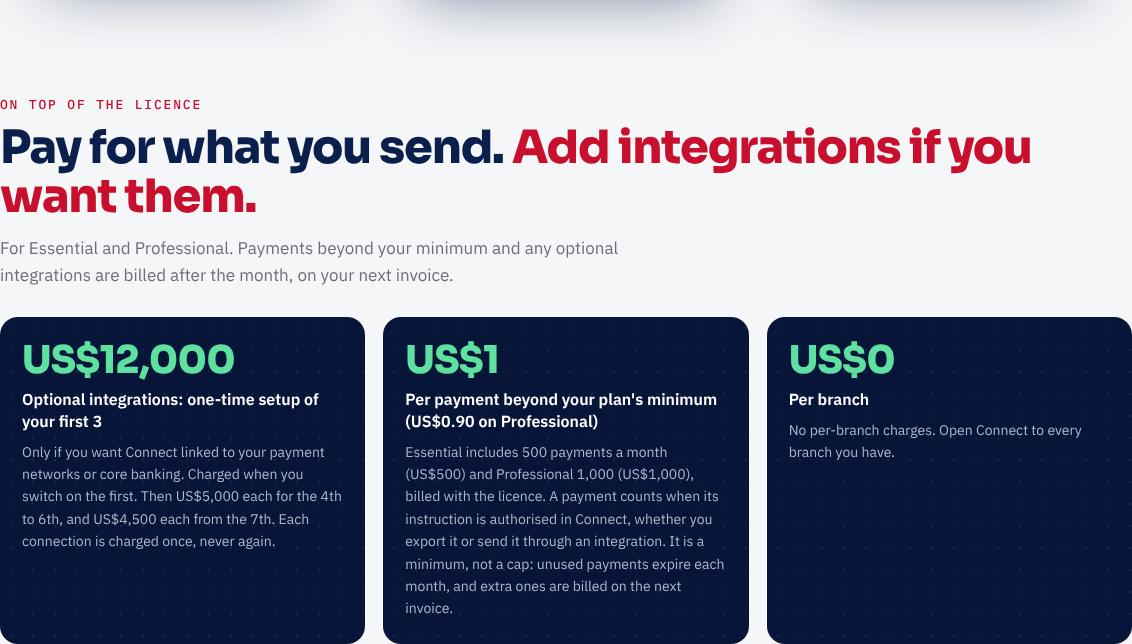 ON TOP OF THE LICENCE
Pay for what you send. Add integrations if you
want them.
For Essential and Professional. Payments beyond your minimum and any optional
integrations are billed after the month, on your next invoice.
US$12,000
Optional integrations: one-time setup of
your first 3
Only if you want Connect linked to your payment
networks or core banking. Charged when you
switch on the first. Then US$5,000 each for the 4th
to 6th, and US$4,500 each from the 7th. Each
connection is charged once, never again.
US$1
Per payment beyond your plan's minimum
(US$0.90 on Professional)
Essential includes 500 payments a month
(US$500) and Professional 1,000 (US$1,000),
billed with the licence. A payment counts when its
instruction is authorised in Connect, whether you
export it or send it through an integration. It is a
minimum, not a cap: unused payments expire each
month, and extra ones are billed on the next
invoice.
US$0
Per branch
No per-branch charges. Open Connect to every
branch you have.